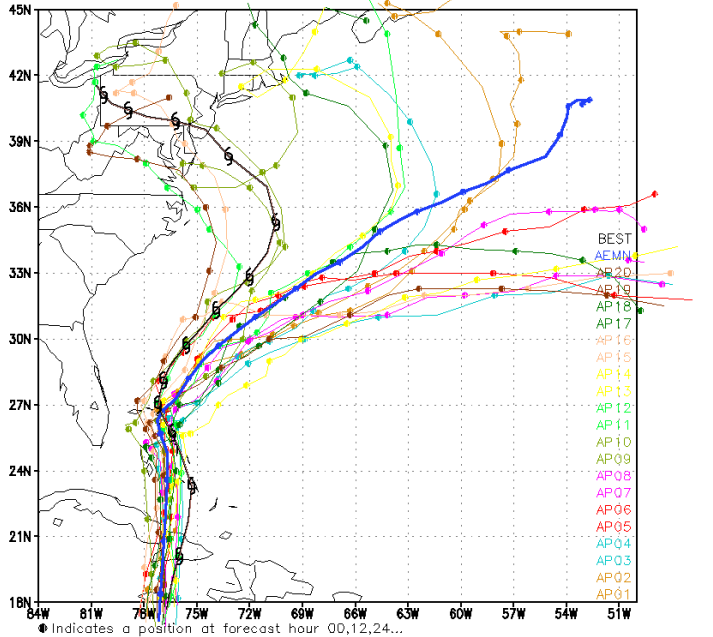 45N
42N
39N
36N
33N
30N
27N
24N
21N
18N
84W 81W 78W 75W 72W 69W 66W 63W 60W 57W 54W 51W
BEST
AEMN
AP20
AP19
AP18
AP17
AP16
AP15
AP14
AP13
AP12
AP11
AP10
AP09
AP08
AP07
AP06
AP05
AP04
AP03
AP02
AP01
Indicates a position at forecast hour 00,12,24...